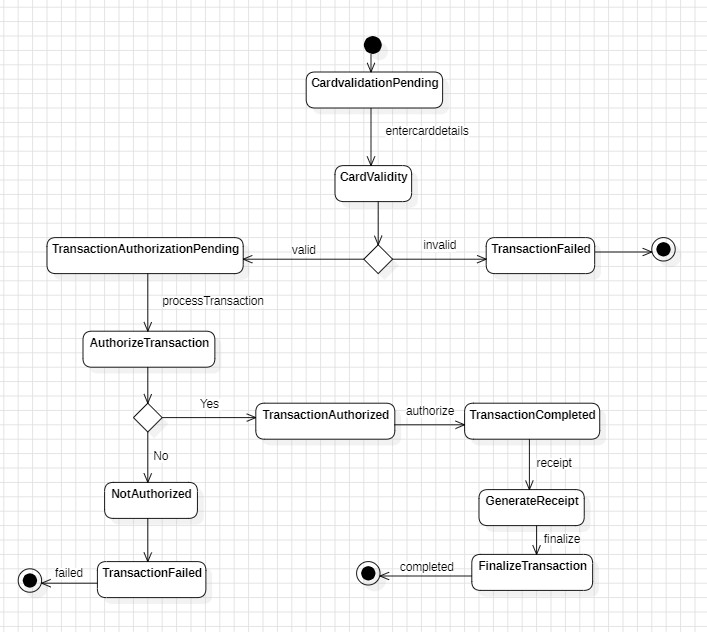 CardvalidationPending
entercarddetails
CardValidity
TransactionAuthorizationPending
valid
invalid
TransactionFailed
processTransaction
AuthorizeTransaction
Yes
TransactionAuthorized
authorize
TransactionCompleted
No
receipt
NotAuthorized
GenerateReceipt
finalize
failed
TransactionFailed
completed
FinalizeTransaction